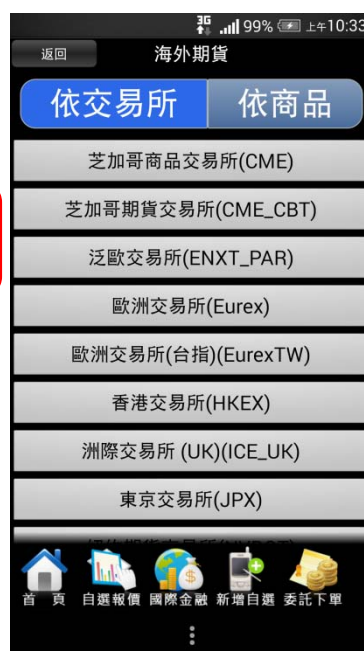 3G 99% 上午10:33
返回 海外期貨
依交易所 依商品
芝加哥商品交易所(CME)
芝加哥期貨交易所(CME_CBT)
泛歐交易所(ENXT_PAR)
歐洲交易所(Eurex)
歐洲交易所(台指)(EurexTW)
香港交易所(HKEX)
洲際交易所 (UK)(ICE_UK)
東京交易所(JPX)
首 頁 自選報價 國際金融 新增自選 委託下單